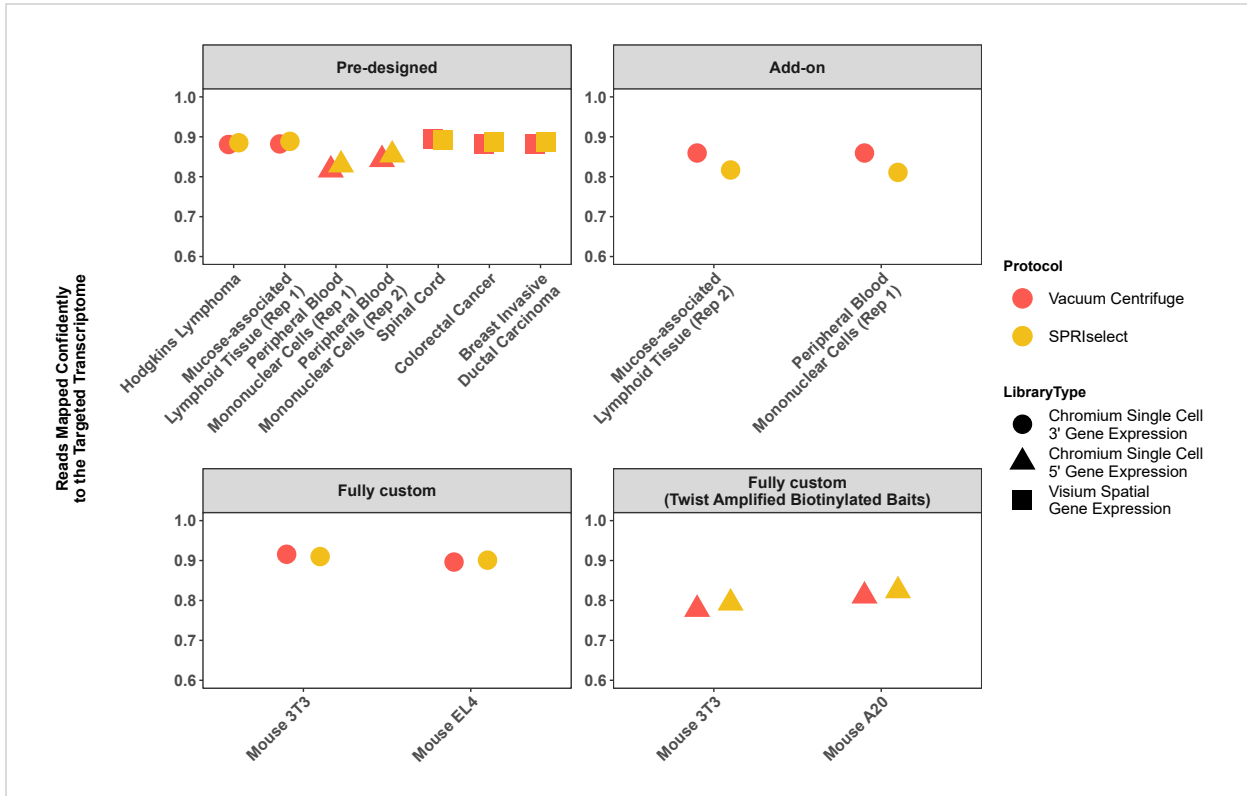 Pre-designed
Add-on
1.0
0.9
0.8
0.7
0.6
1.0
0.9
0.8
0.7
0.6
Hodgkins Lymphoma
Mucose-associated
Lymphoid Tissue (Rep 1)
Peripheral Blood
Mononuclear Cells (Rep 1)
Peripheral Blood
Mononuclear Cells (Rep 2)
Spinal Cord
Colorectal Cancer
Breast Invasive
Ductal Carcinoma
Mucose-associated
Lymphoid Tissue (Rep 2)
Peripheral Blood
Mononuclear Cells (Rep 1)
Reads Mapped Confidently
to the Targeted Transcriptome
Fully custom
Fully custom
(Twist Amplified Biotinylated Baits)
1.0
0.9
0.8
0.7
0.6
1.0
0.9
0.8
0.7
0.6
Mouse 3T3
Mouse EL4
Mouse 3T3
Mouse A20
Protocol
Vacuum Centrifuge
SPRIselect
LibraryType
Chromium Single Cell
3' Gene Expression
Chromium Single Cell
5' Gene Expression
Visium Spatial
Gene Expression